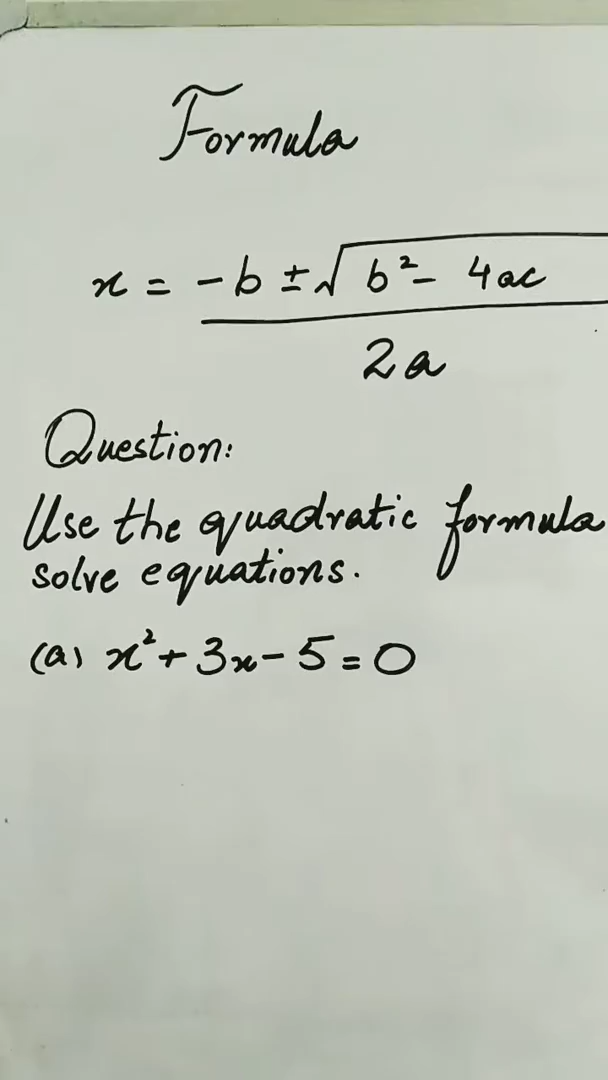 Formula
x = -b ± √b² - 4ac
2a
Question:
Use the quadratic formula
solve equations.
(a) x² + 3x - 5 = 0